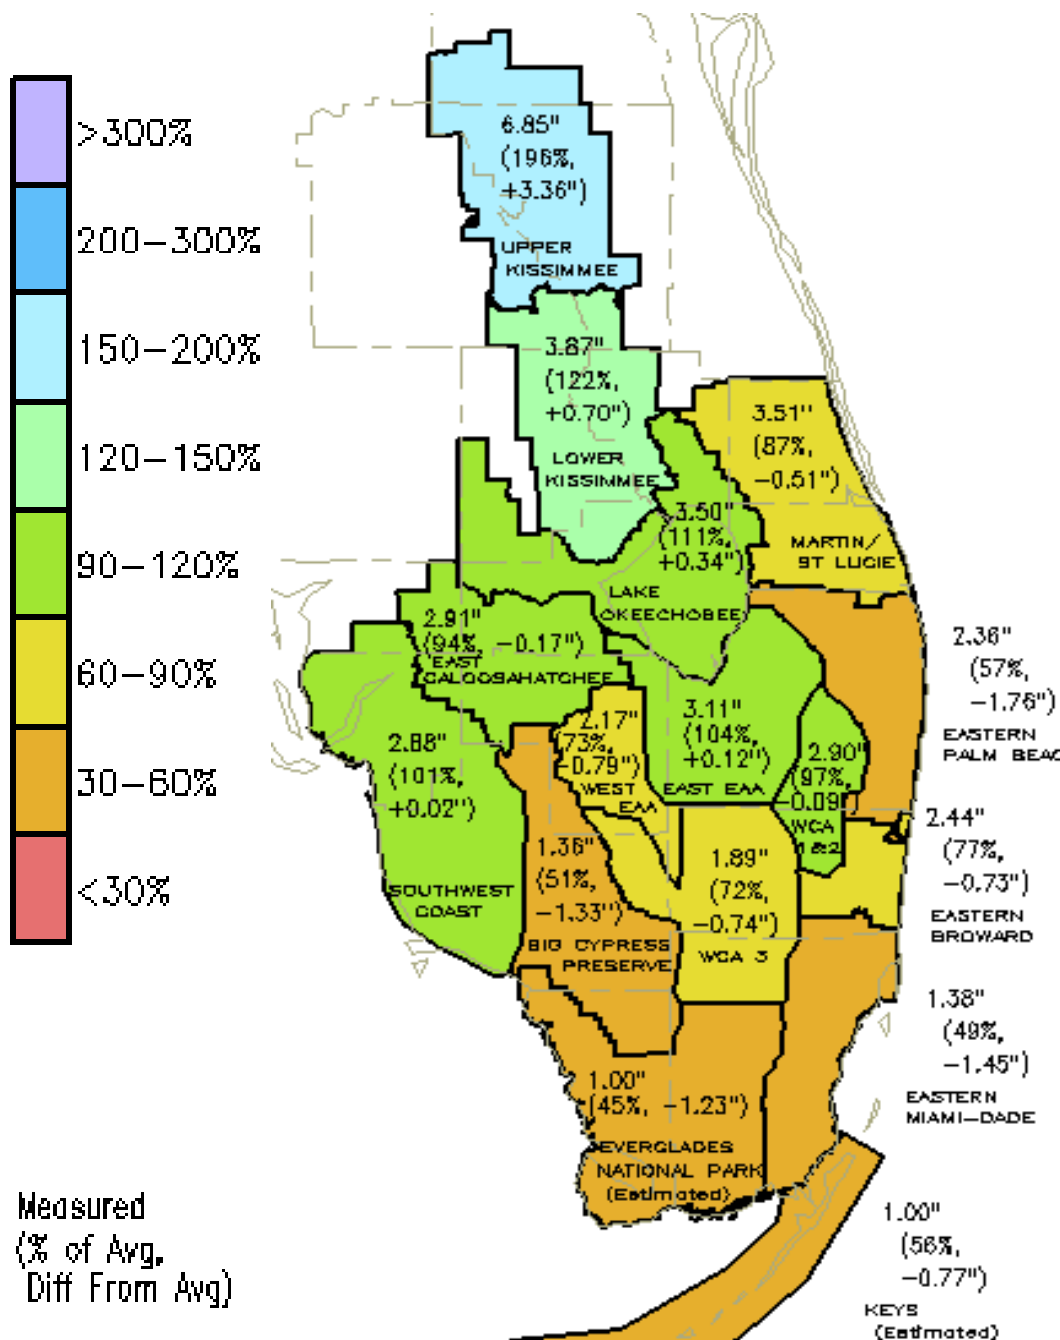 >300%
200-300%
150-200%
120-150%
90-120%
60-90%
30-60%
<30%
6.85"
(196%,
+3.36")
UPPER
KISSIMMEE
3.87"
(122%,
+0.70")
LOWER
KISSIMMEE
3.51"
(87%,
-0.51")
MARTIN/
ST LUCIE
3.50"
(111%,
+0.34")
LAKE
OKEECHOBEE
2.91"
(94%, -0.17")
EAST
CALOOSAHATCHEE
2.36"
(57%,
-1.76")
EASTERN
PALM BEAC
2.88"
(101%,
+0.02")
SOUTHWEST
COAST
2.17"
(73%,
-0.79")
WEST
EAA
3.11"
(104%,
+0.12")
EAST EAA
2.90"
(97%,
-0.09")
WCA
1&2
2.44"
(77%,
-0.73")
EASTERN
BROWARD
1.36"
(51%,
-1.33")
BIG CYPRESS
PRESERVE
1.89"
(72%,
-0.74")
WCA 3
1.38"
(49%,
-1.45")
EASTERN
MIAMI-DADE
1.00"
(45%, -1.23")
EVERGLADES
NATIONAL PARK
(Estimated)
1.00"
(56%,
-0.77")
KEYS
(Estimated)
Measured
(% of Avg,
Diff From Avg)